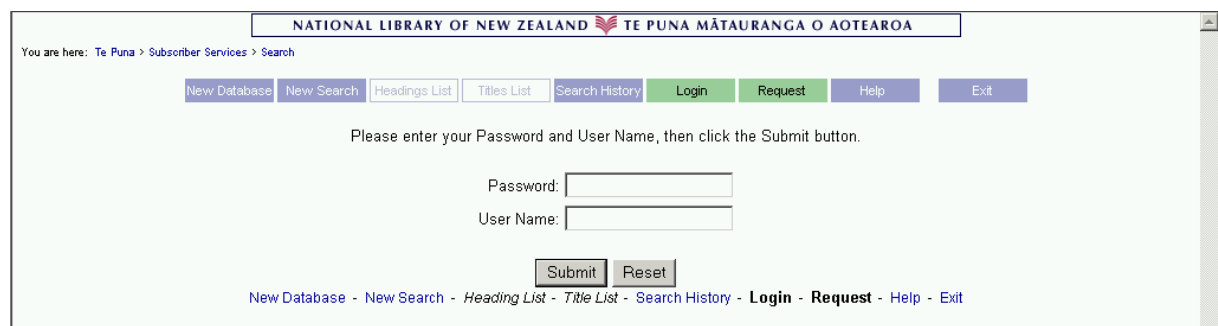 NATIONAL LIBRARY OF NEW ZEALAND TE PUNA MĀTAURANGA O AOTEAROA
You are here: Te Puna > Subscriber Services > Search
New Database New Search Headings List Titles List Search History Login Request Help Exit
Please enter your Password and User Name, then click the Submit button.
Password:
User Name:
Submit Reset
New Database - New Search - Heading List - Title List - Search History - Login - Request - Help - Exit